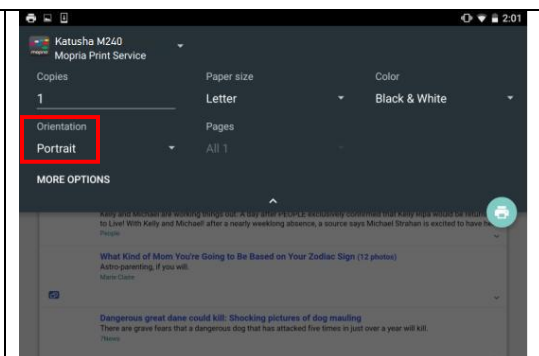 2:01
Katusha M240
mopria Mopria Print Service
Copies Paper size Color
1 Letter Black & White
Orientation Pages
Portrait All 1
MORE OPTIONS
Kelly and Michael are working things out. A day after PEOPLE exclusively confirmed that Kelly Ripa would be
to Live! With Kelly and Michael! after a nearly weeklong absence, a source says Michael Strahan is excited to have
People
What Kind of Mom You're Going to Be Based on Your Zodiac Sign (12 photos)
Astro-parenting, if you will.
Marie Claire
Dangerous great dane could kill: Shocking pictures of dog mauling
There are grave fears that a dangerous dog that has attacked five times in just over a year will kill.
7News